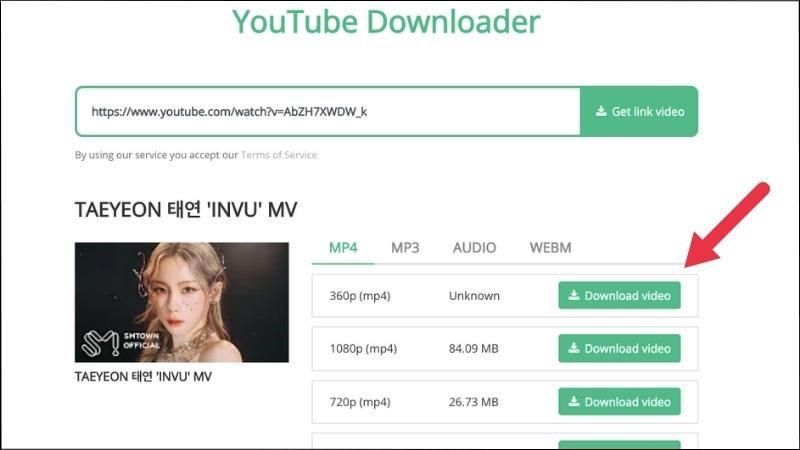 YouTube Downloader
https://www.youtube.com/watch?v=AbZH7XWDW_k
Get link video
By using our service you accept our Terms of Service
TAEYEON 태연 'INVU' MV
SMTOWN
OFFICIAL
TAEYEON 태연 'INVU' MV
MP4 MP3 AUDIO WEBM
360p (mp4) Unknown Download video
1080p (mp4) 84.09 MB Download video
720p (mp4) 26.73 MB Download video